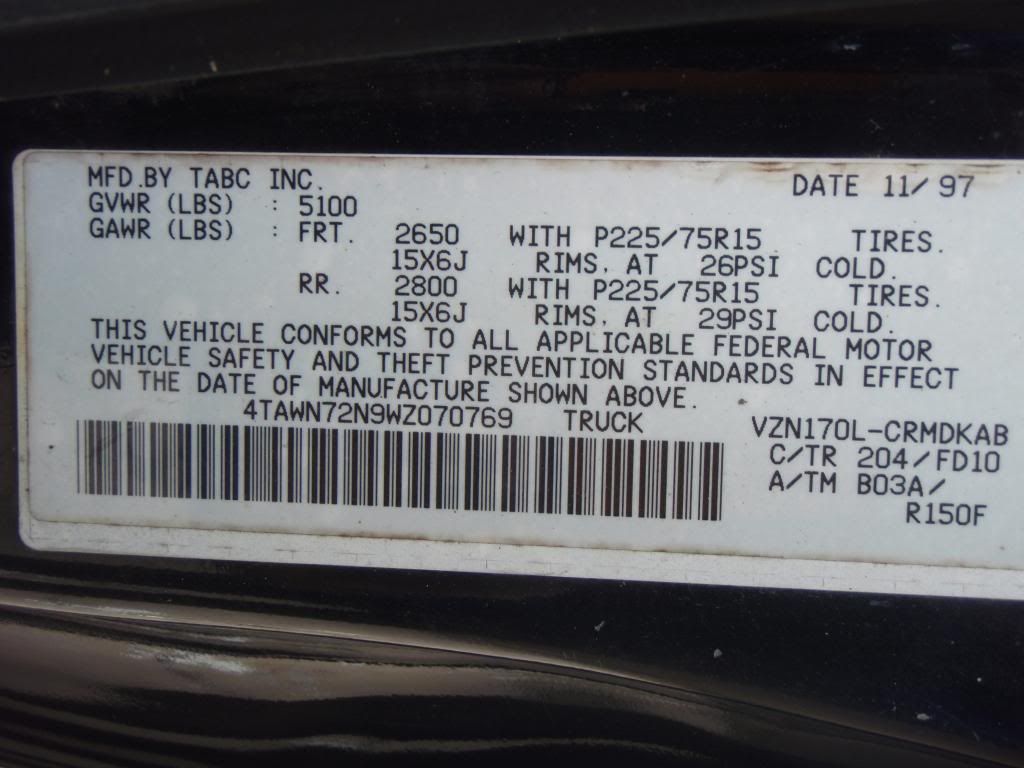 MFD.BY TABC INC. DATE 11/97
GVWR (LBS) : 5100
GAWR (LBS) : FRT. 2650 WITH P225/75R15 TIRES.
15X6J RIMS, AT 26PSI COLD.
RR. 2800 WITH P225/75R15 TIRES.
15X6J RIMS, AT 29PSI COLD.
THIS VEHICLE CONFORMS TO ALL APPLICABLE FEDERAL MOTOR
VEHICLE SAFETY AND THEFT PREVENTION STANDARDS IN EFFECT
ON THE DATE OF MANUFACTURE SHOWN ABOVE.
4TAWN72N9WZ070769 TRUCK VZN170L-CRMDKAB
C/TR 204/FD10
A/TM B03A/
R150F